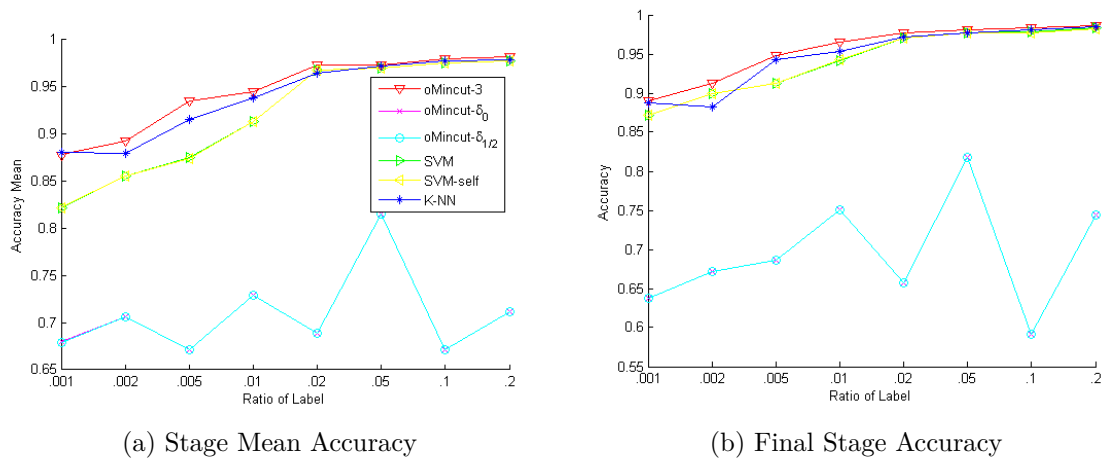 1
0.95
0.9
0.85
0.8
0.75
0.7
0.65
Accuracy Mean
.001 .002 .005 .01 .02 .05 .1 .2
Ratio of Label
oMincut-3
oMincut-δ0
oMincut-δ1/2
SVM
SVM-self
K-NN
(a) Stage Mean Accuracy
1
0.95
0.9
0.85
0.8
0.75
0.7
0.65
0.6
0.55
Accuracy
.001 .002 .005 .01 .02 .05 .1 .2
Ratio of Label
(b) Final Stage Accuracy